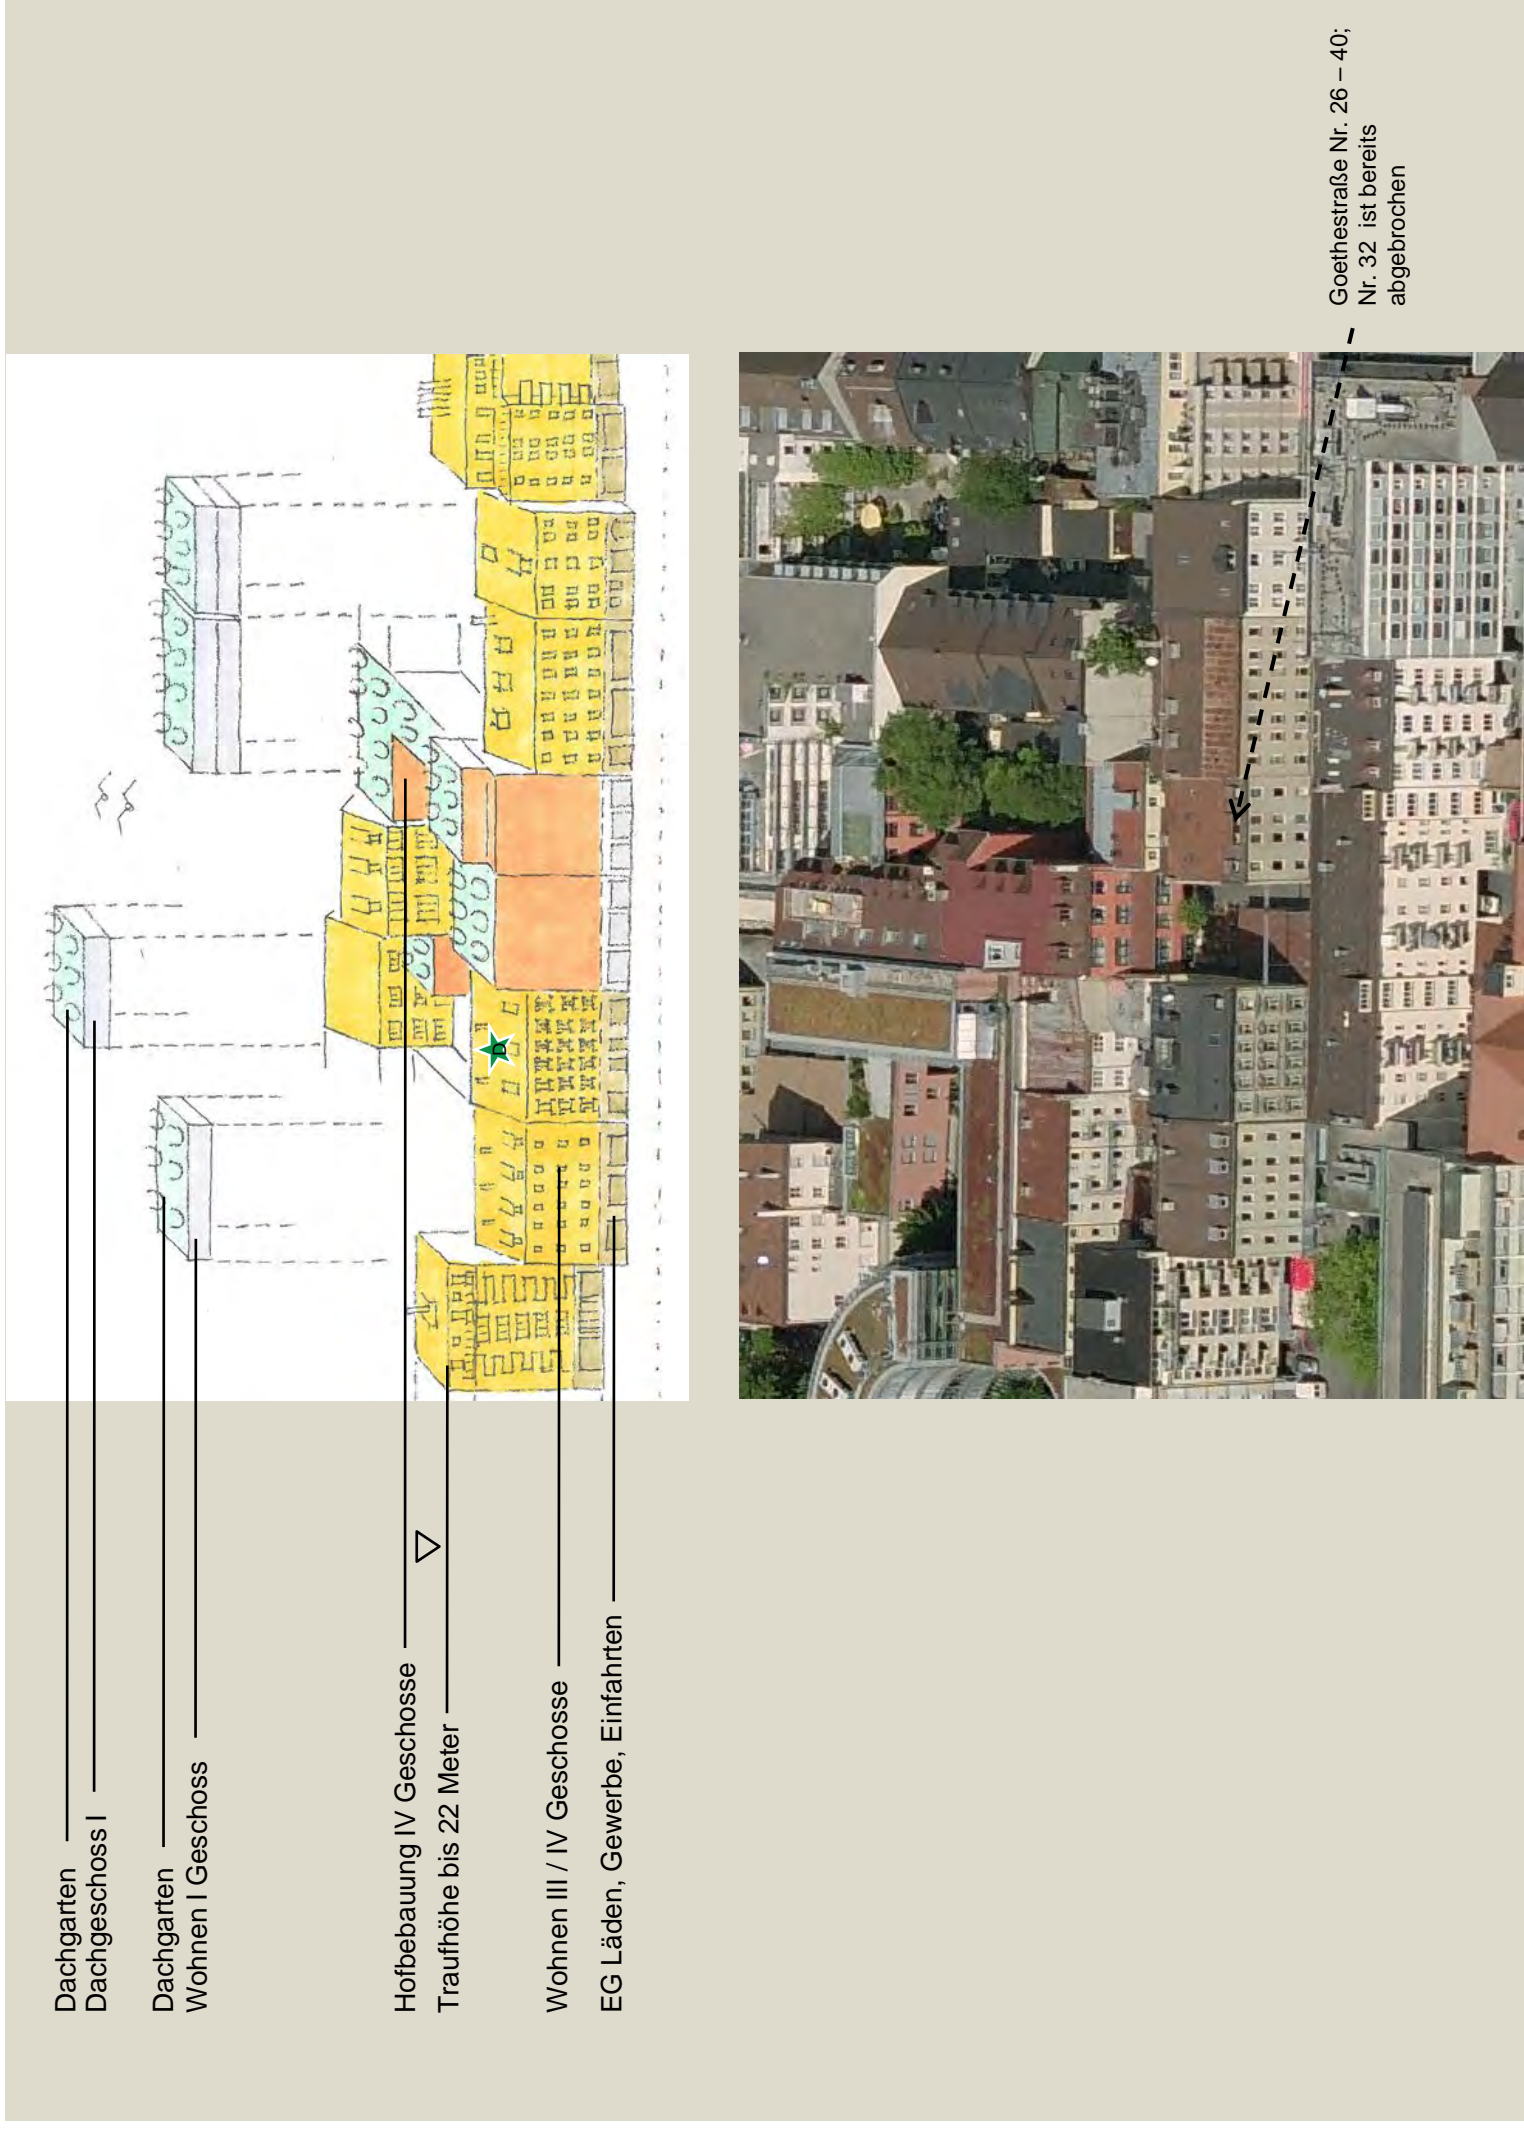 Dachgarten
Dachgeschoss I
Dachgarten
Wohnen I Geschoss
Hofbebauung IV Geschosse
Traufhöhe bis 22 Meter
Wohnen III / IV Geschosse
EG Läden, Gewerbe, Einfahrten
D
Goethestraße Nr. 26 – 40;
Nr. 32 ist bereits
abgebrochen